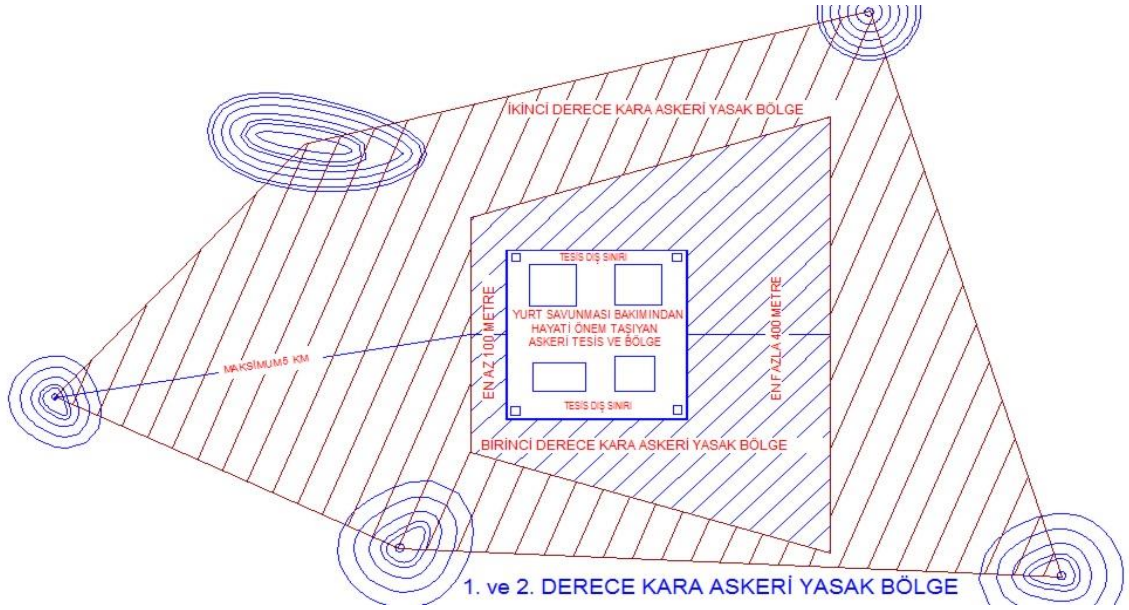 İKİNCİ DERECE KARA ASKERİ YASAK BÖLGE
TESİS DIŞ SINIRI
YURT SAVUNMASI BAKIMINDAN
HAYATİ ÖNEM TAŞIYAN
ASKERİ TESİS VE BÖLGE
EN AZ 100 METRE
EN FAZLA 400 METRE
MAKSİMUM 5 KM
TESİS DIŞ SINIRI
BİRİNCİ DERECE KARA ASKERİ YASAK BÖLGE
1. ve 2. DERECE KARA ASKERİ YASAK BÖLGE